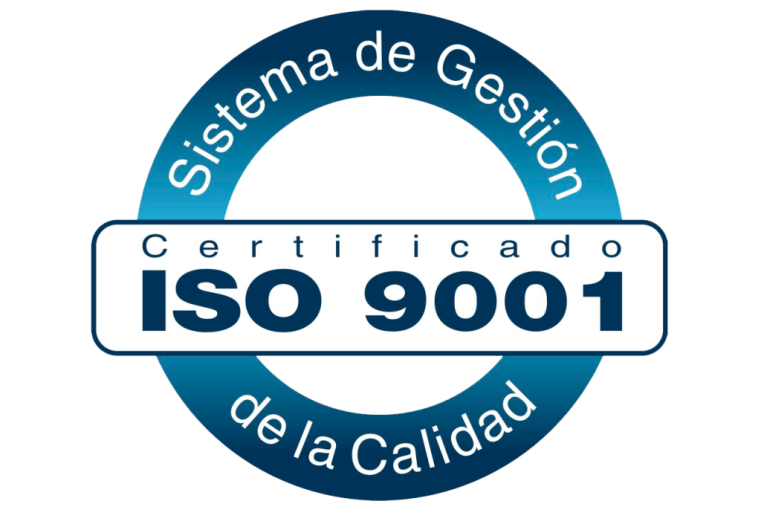 Sistema de Gestión
Certificado
ISO 9001
de la Calidad